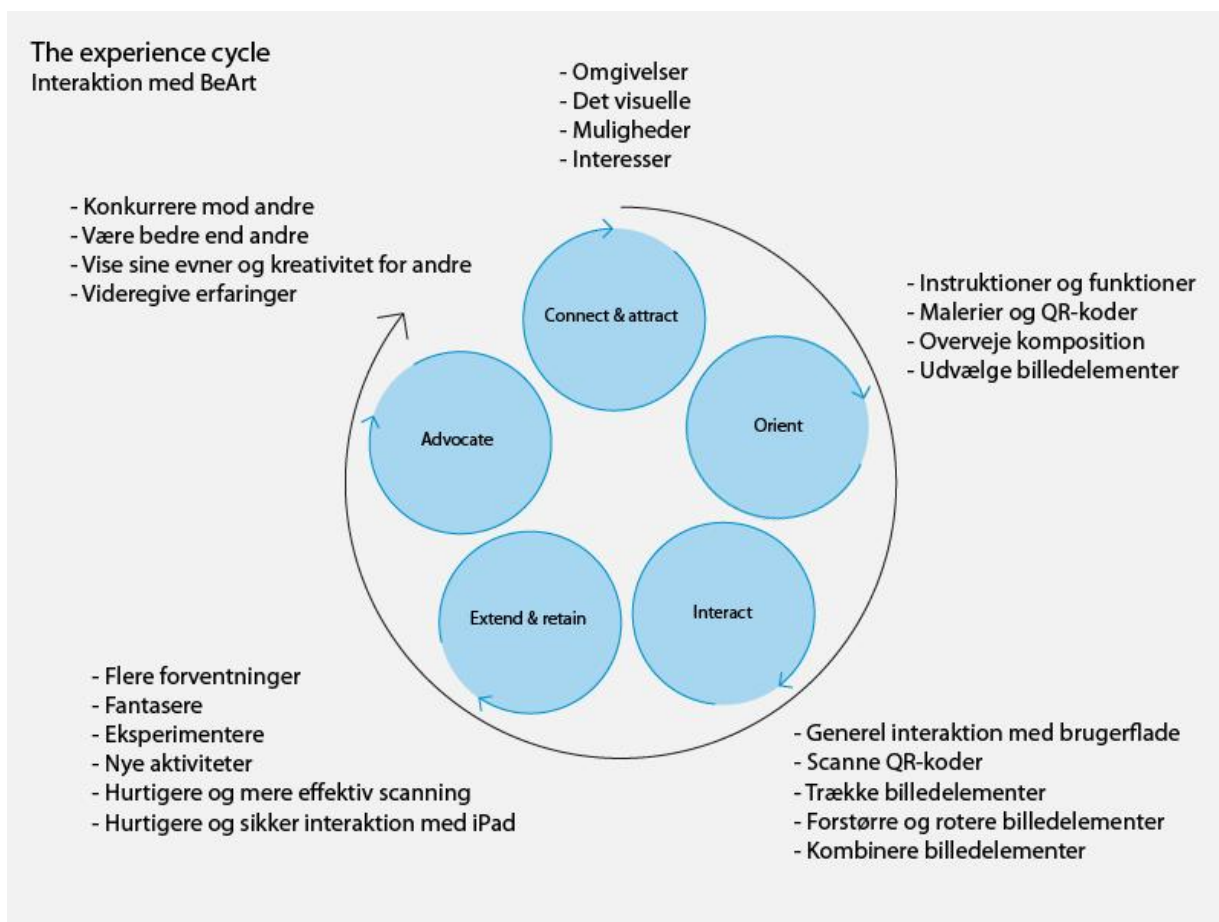 The experience cycle
Interaktion med BeArt
- Omgivelser
- Det visuelle
- Muligheder
- Interesser
- Konkurrere mod andre
- Være bedre end andre
- Vise sine evner og kreativitet for andre
- Videregive erfaringer
- Instruktioner og funktioner
- Malerier og QR-koder
- Overveje komposition
- Udvælge billedelementer
Connect & attract
Orient
Advocate
Interact
Extend & retain
- Flere forventninger
- Fantasere
- Eksperimentere
- Nye aktiviteter
- Hurtigere og mere effektiv scanning
- Hurtigere og sikker interaktion med iPad
- Generel interaktion med brugerflade
- Scanne QR-koder
- Trække billedelementer
- Forstørre og rotere billedelementer
- Kombinere billedelementer